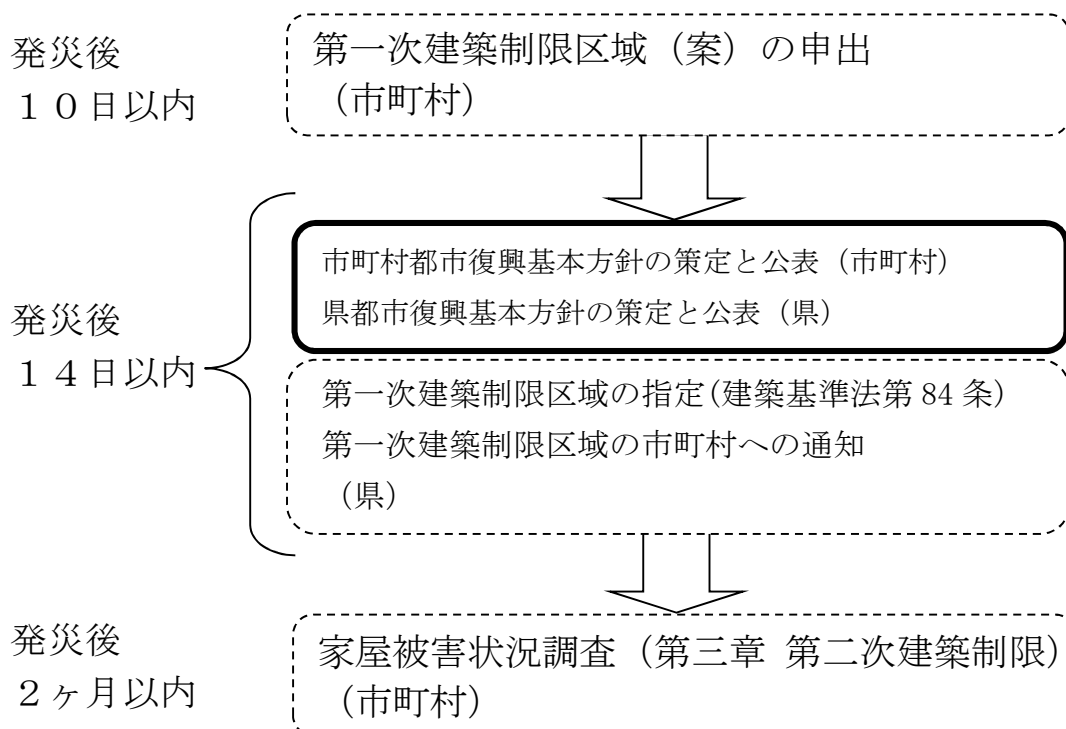 発災後
１０日以内
第一次建築制限区域（案）の申出
（市町村）
市町村都市復興基本方針の策定と公表（市町村）
県都市復興基本方針の策定と公表（県）
発災後
１４日以内
第一次建築制限区域の指定(建築基準法第 84 条)
第一次建築制限区域の市町村への通知
（県）
発災後
２ヶ月以内
家屋被害状況調査（第三章 第二次建築制限）
（市町村）